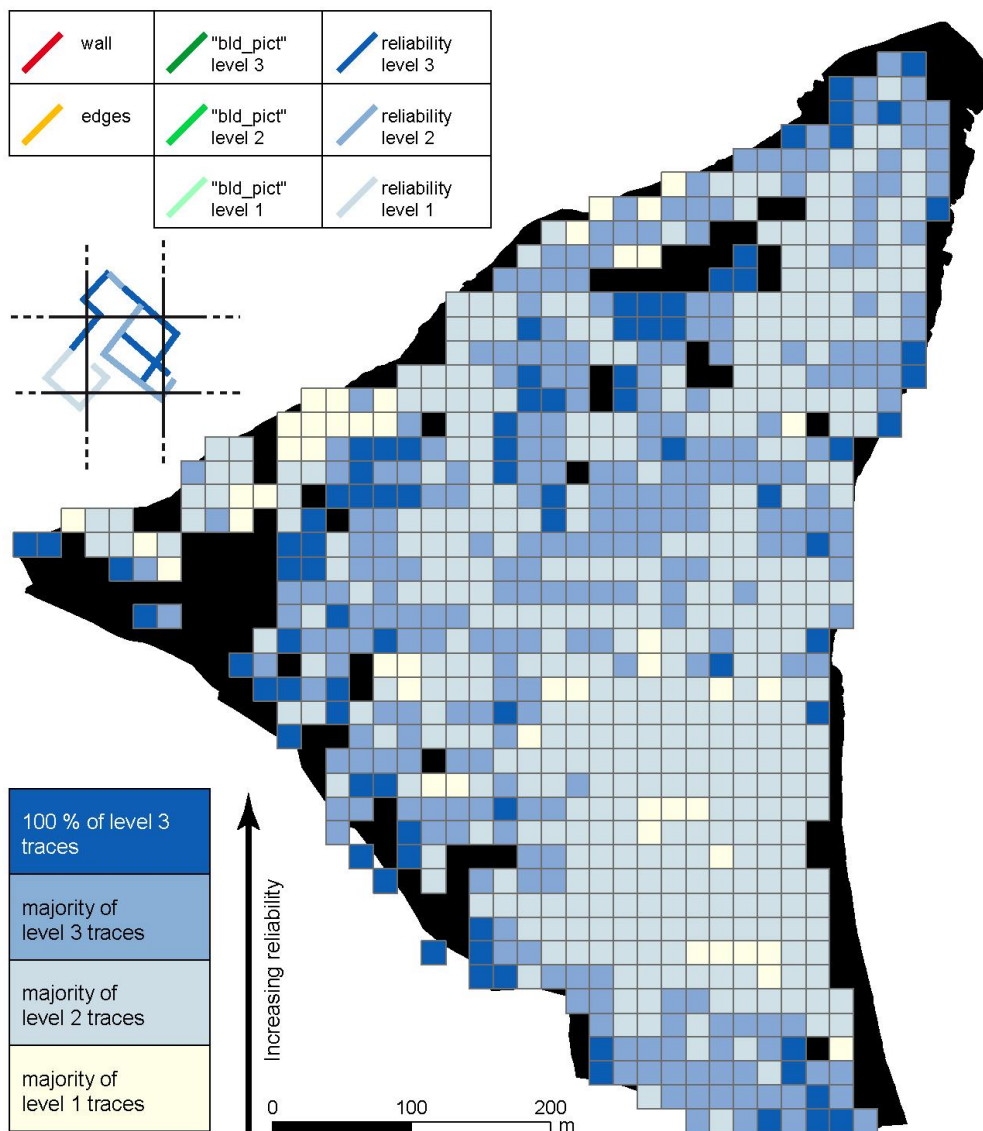 wall
"bld_pict"
level 3
reliability
level 3
edges
"bld_pict"
level 2
reliability
level 2
"bld_pict"
level 1
reliability
level 1
100 % of level 3
traces
majority of
level 3 traces
majority of
level 2 traces
majority of
level 1 traces
Increasing reliability
0 100 200
m